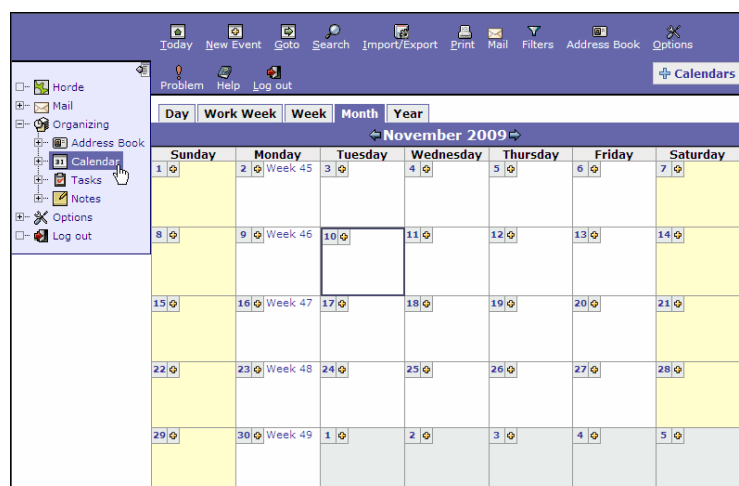 Today New Event Goto Search Import/Export Print Mail Filters Address Book Options
Problem Help Log out
Calendars
Horde
Mail
Organizing
Address Book
31 Calendar
Tasks
Notes
Options
Log out
Day Work Week Week Month Year
November 2009
Sunday Monday Tuesday Wednesday Thursday Friday Saturday
1 2 Week 45 3 4 5 6 7
8 9 Week 46 10 11 12 13 14
15 16 Week 47 17 18 19 20 21
22 23 Week 48 24 25 26 27 28
29 30 Week 49 1 2 3 4 5